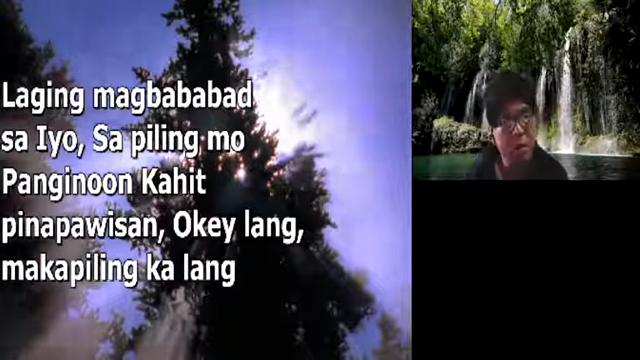 Laging magbababad
sa Iyo, Sa piling mo
Panginoon Kahit
pinapawisan, Okey lang,
makapiling ka lang